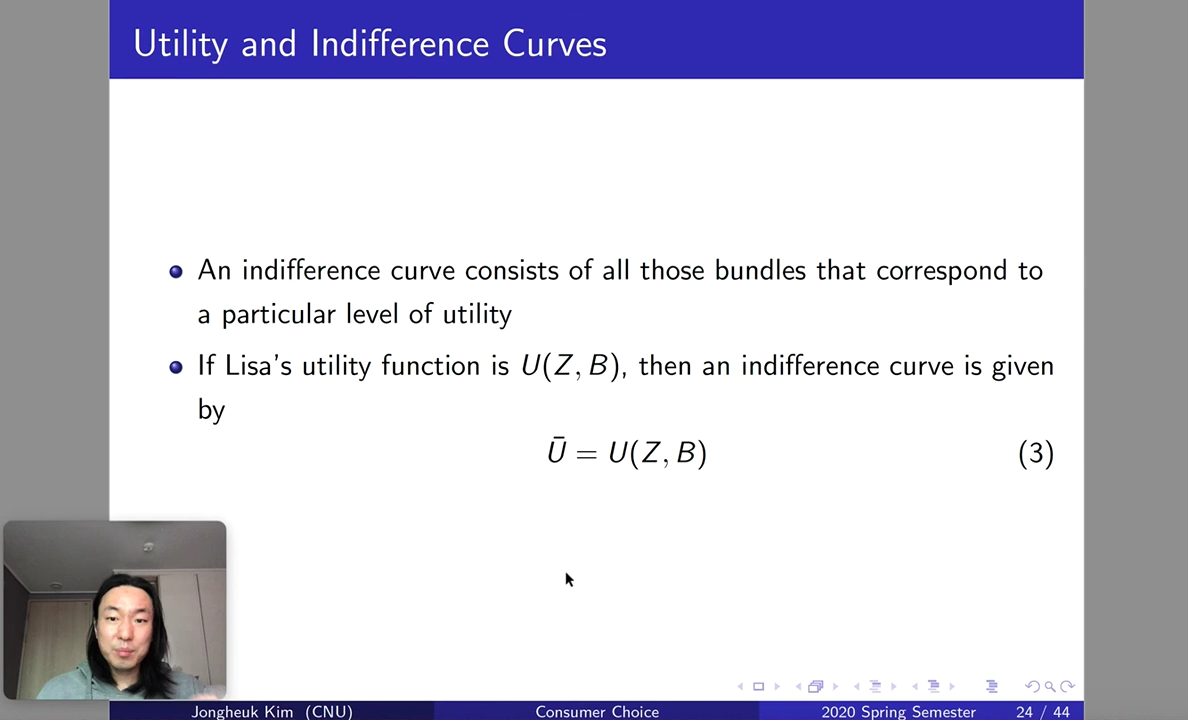 Utility and Indifference Curves
An indifference curve consists of all those bundles that correspond to
a particular level of utility
If Lisa's utility function is U(Z, B), then an indifference curve is given
by
Ū = U(Z, B) (3)
Jongheuk Kim (CNU) Consumer Choice 2020 Spring Semester 24 / 44